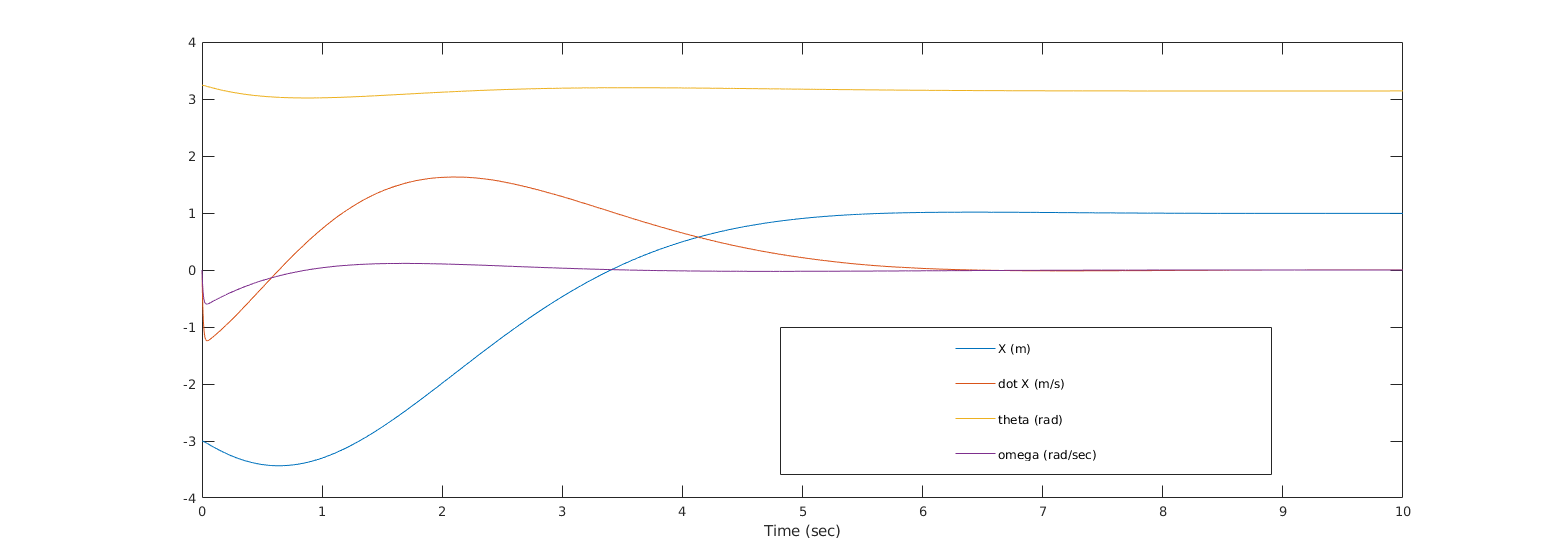 4
3
2
1
0
-1
-2
-3
-4
X (m)
dot X (m/s)
theta (rad)
omega (rad/sec)
0 1 2 3 4 5 6 7 8 9 10
Time (sec)